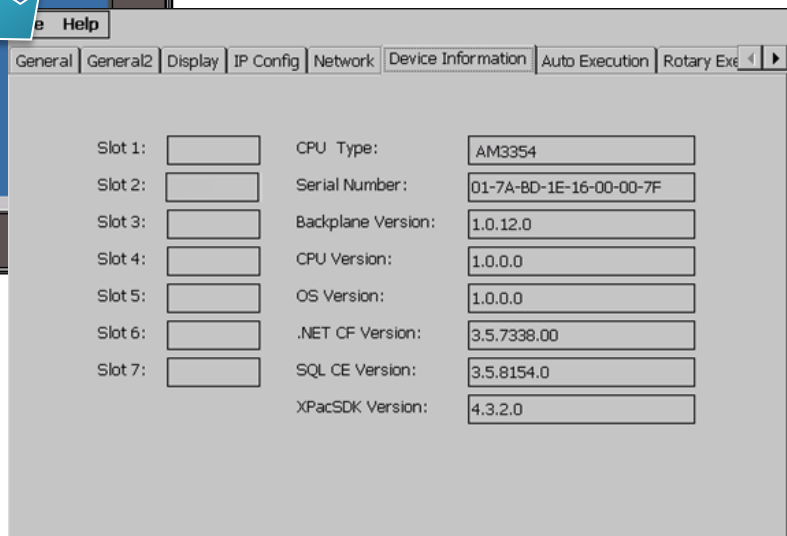 e Help
General General2 Display IP Config Network Device Information Auto Execution Rotary Exe
Slot 1: CPU Type: AM3354
Slot 2: Serial Number: 01-7A-BD-1E-16-00-00-7F
Slot 3: Backplane Version: 1.0.12.0
Slot 4: CPU Version: 1.0.0.0
Slot 5: OS Version: 1.0.0.0
Slot 6: .NET CF Version: 3.5.7338.00
Slot 7: SQL CE Version: 3.5.8154.0
XPacSDK Version: 4.3.2.0